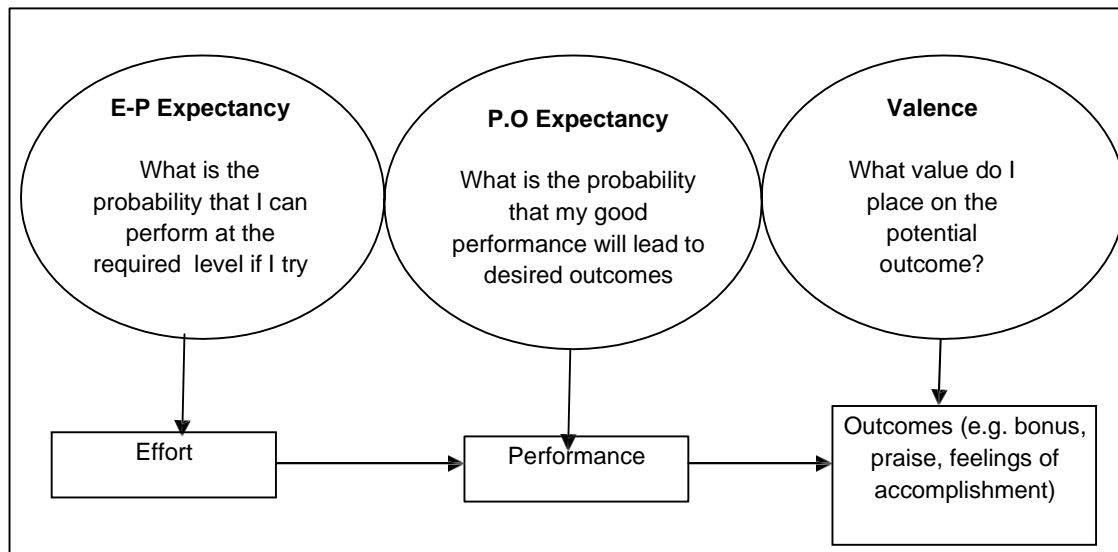 E-P Expectancy
What is the
probability that I can
perform at the
required level if I try
P.O Expectancy
What is the probability
that my good
performance will lead to
desired outcomes
Valence
What value do I
place on the
potential
outcome?
Effort
Performance
Outcomes (e.g. bonus,
praise, feelings of
accomplishment)